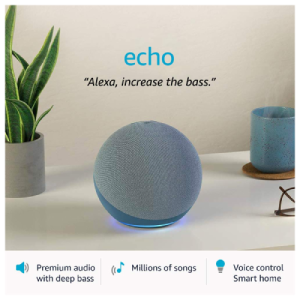 echo
“Alexa, increase the bass.”
Premium audio
with deep bass
Millions of songs
Voice control
Smart home